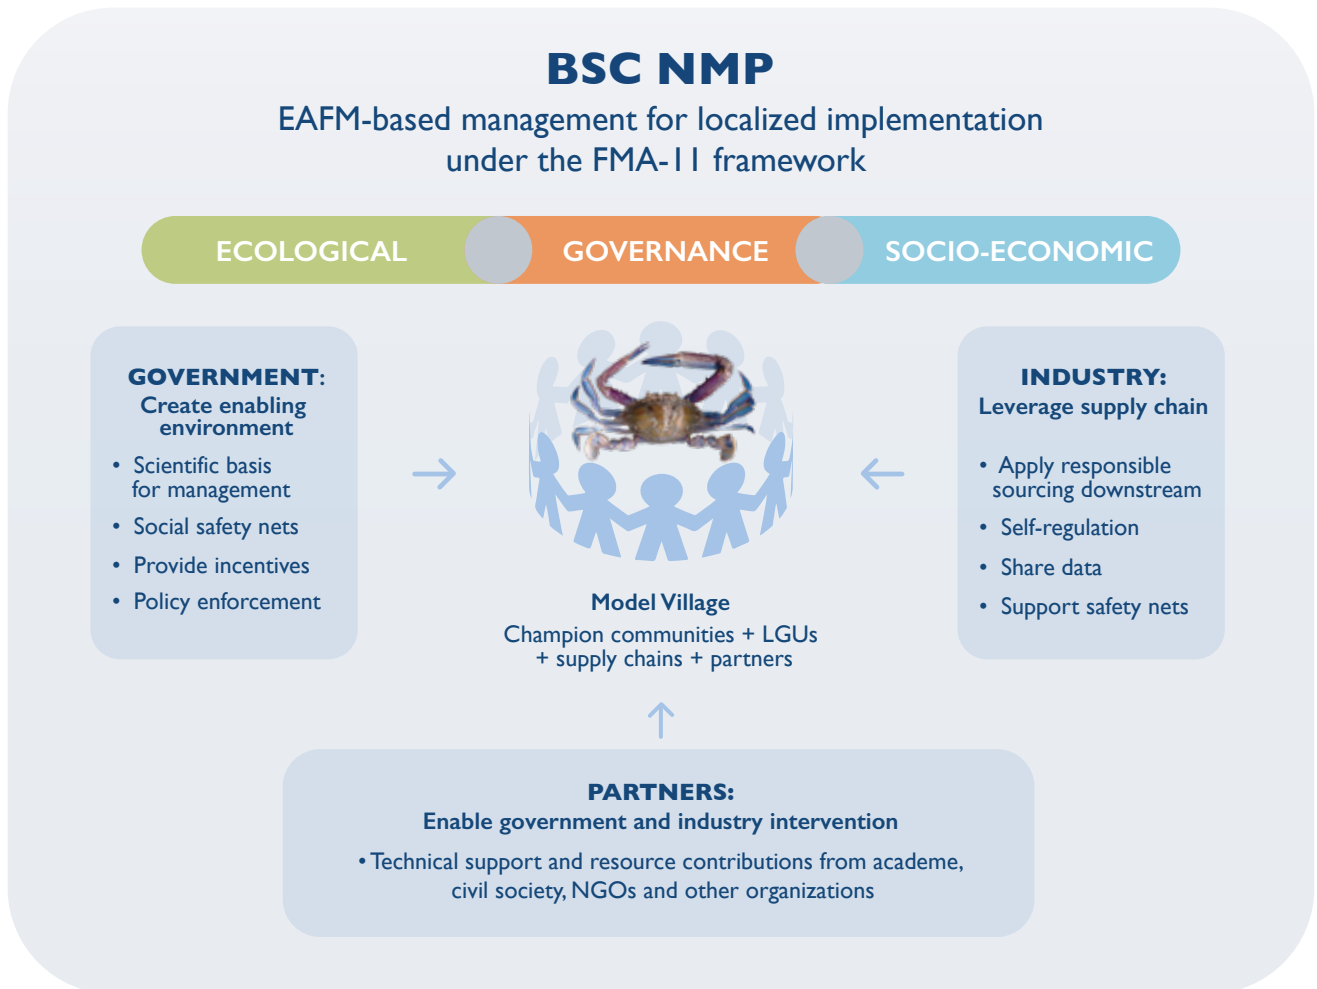 BSC NMP
EAFM-based management for localized implementation
under the FMA-11 framework
ECOLOGICAL
GOVERNANCE
SOCIO-ECONOMIC
GOVERNMENT:
Create enabling
environment
• Scientific basis
for management
• Social safety nets
• Provide incentives
• Policy enforcement
Model Village
Champion communities + LGUs
+ supply chains + partners
INDUSTRY:
Leverage supply chain
• Apply responsible
sourcing downstream
• Self-regulation
• Share data
• Support safety nets
PARTNERS:
Enable government and industry intervention
• Technical support and resource contributions from academe,
civil society, NGOs and other organizations